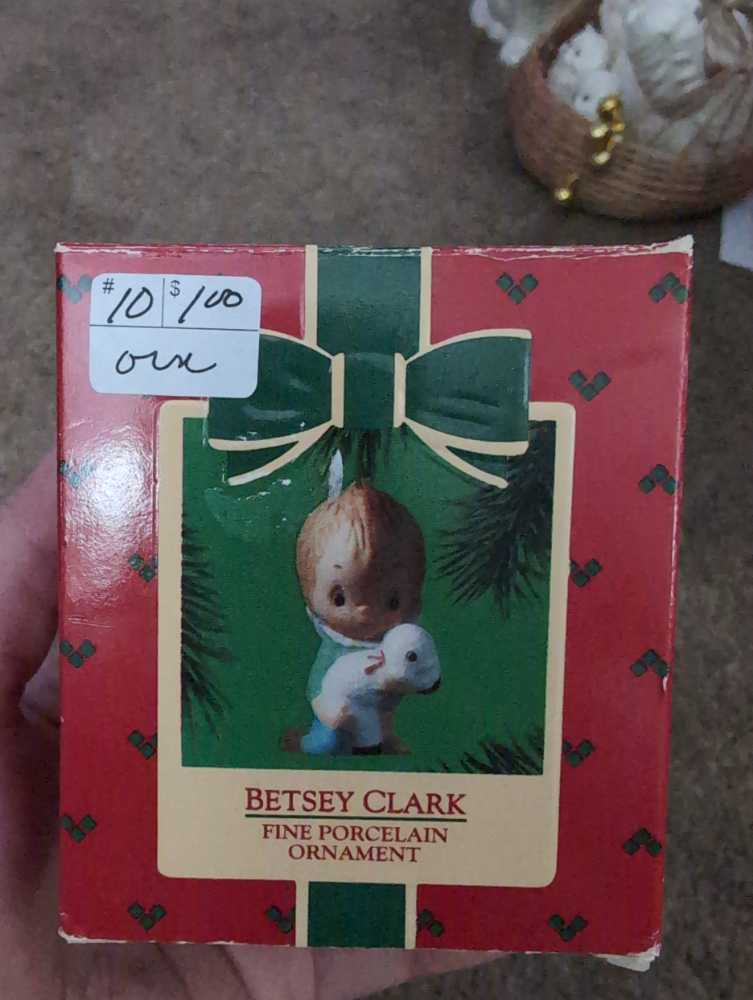 #10 $1.00
orn
BETSEY CLARK
FINE PORCELAIN
ORNAMENT